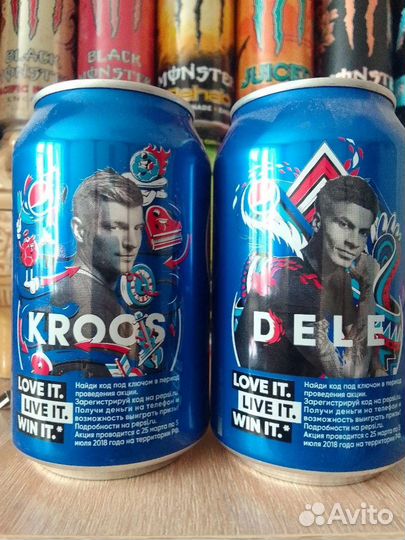 BLACK
MONSTER
BLACK
MONSTER
MONSTER
JUICE
KROOS
LOVE IT.
LIVE IT.
WIN IT.*
Найди код под ключом в период
проведения акции.
Зарегистрируй код на pepsi.ru.
Получи деньги на телефон и
возможность выиграть призы!
Подробности на pepsi.ru.
Акция проводится с 25 марта по 5
июля 2018 года на территории РФ.
DELE
LOVE IT.
LIVE IT.
WIN IT.*
Найди код под ключом в период
проведения акции.
Зарегистрируй код на pepsi.ru.
Получи деньги на телефон и
возможность выиграть призы!
Подробности на pepsi.ru.
Акция проводится с 25 марта по 5
июля 2018 года на территории РФ.
Avito